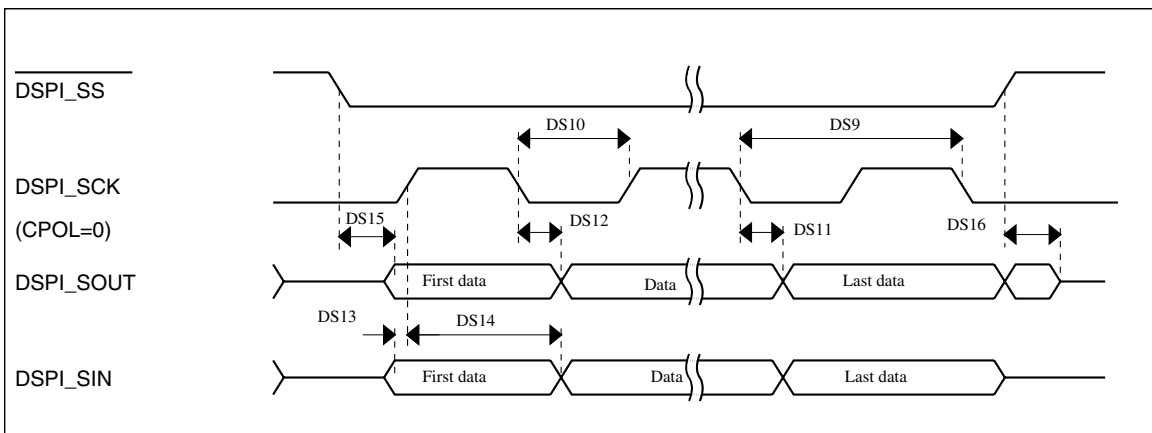 DSPI_SS
DS10
DS9
DSPI_SCK
(CPOL=0)
DS15
DS12
DS11
DS16
DSPI_SOUT
First data
Data
Last data
DS13
DS14
DSPI_SIN
First data
Data
Last data